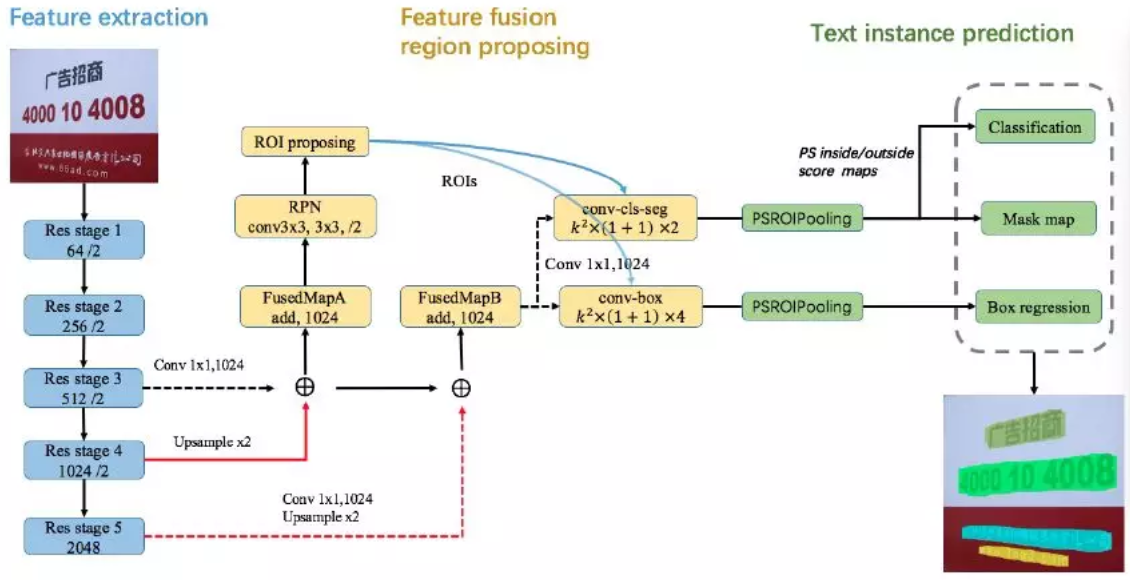 Feature extraction
Feature fusion
region proposing
Text instance prediction
广告招商
4000 10 4008
www.66ad.com
Res stage 1
64 /2
Res stage 2
256 /2
Res stage 3
512 /2
Res stage 4
1024 /2
Res stage 5
2048
Conv 1x1,1024
Upsample x2
Conv 1x1,1024
Upsample x2
ROI proposing
RPN
conv3x3, 3x3, /2
FusedMapA
add, 1024
FusedMapB
add, 1024
ROIs
conv-cls-seg
k²×(1 + 1) ×2
Conv 1x1,1024
conv-box
k²×(1 + 1) ×4
PSROIPooling
PSROIPooling
PS inside/outside
score maps
Classification
Mask map
Box regression
广告招商
4000 10 4008